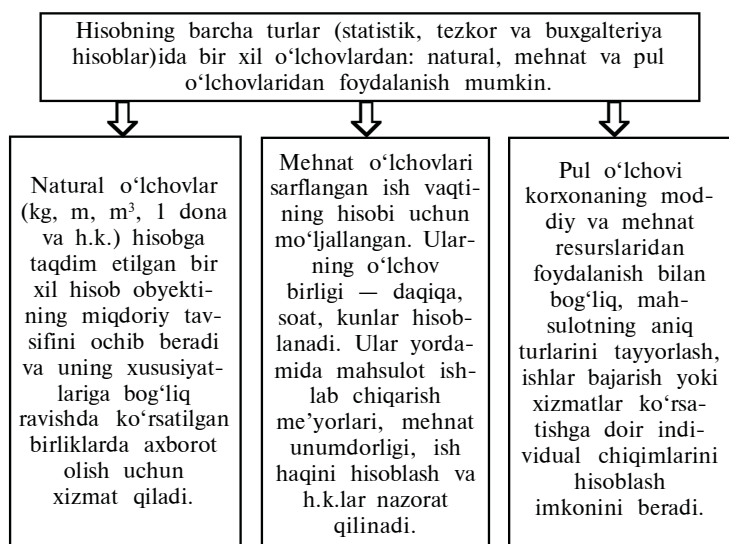 Hisobning barcha turlar (statistik, tezkor va buxgalteriya
hisoblar)ida bir xil o‘lchovlardan: natural, mehnat va pul
o‘lchovlaridan foydalanish mumkin.
Natural o‘lchovlar
(kg, m, m³, 1 dona
va h.k.) hisobga
taqdim etilgan bir
xil hisob obyekti-
ning miqdoriy tav-
sifini ochib beradi
va uning xususiyat-
lariga bog‘liq
ravishda ko‘rsatilgan
birliklarda axborot
olish uchun
xizmat qiladi.
Mehnat o‘lchovlari
sarflangan ish vaqti-
ning hisobi uchun
mo‘ljallangan. Ular-
ning o‘lchov
birligi — daqiqa,
soat, kunlar hisob-
lanadi. Ular yorda-
mida mahsulot ish-
lab chiqarish
me’yorlari, mehnat
unumdorligi, ish
haqini hisoblash va
h.k.lar nazorat
qilinadi.
Pul o‘lchovi
korxonaning mod-
diy va mehnat
resurslaridan
foydalanish bilan
bog‘liq, mah-
sulotning aniq
turlarini tayyorlash,
ishlar bajarish yoki
xizmatlar ko‘rsa-
tishga doir indi-
vidual chiqimlarini
hisoblash
imkonini beradi.